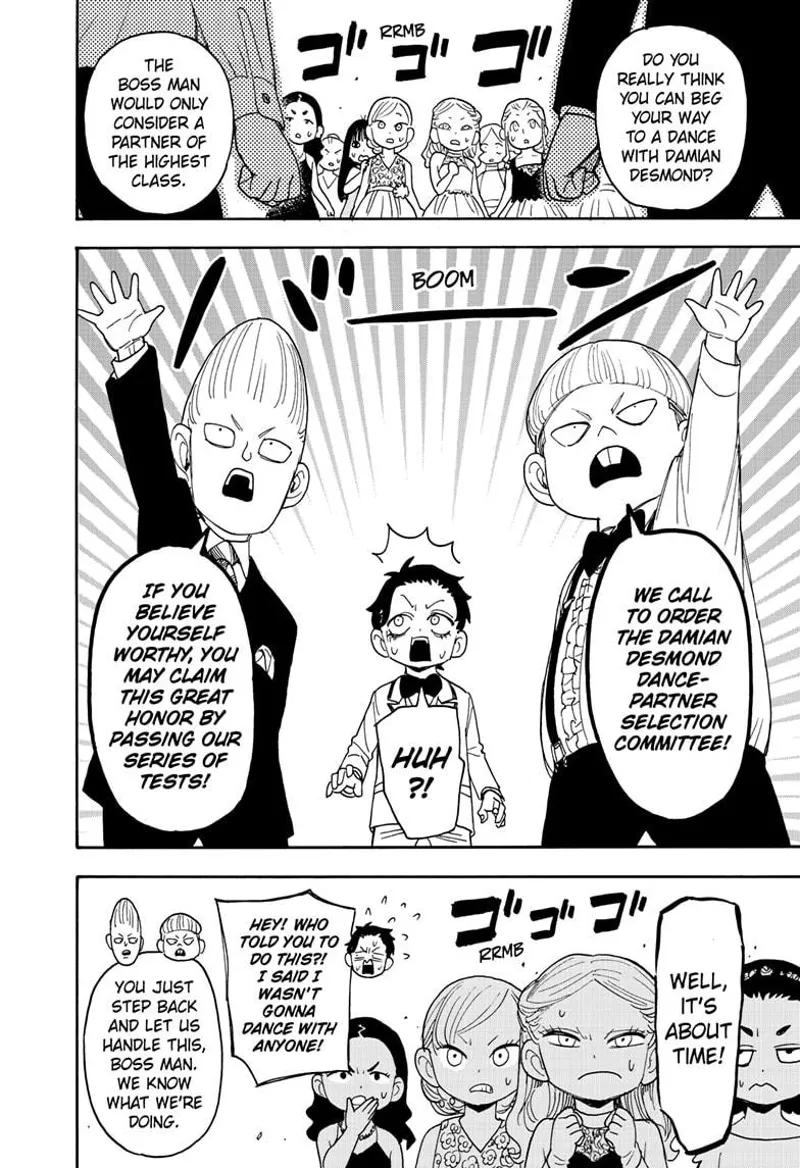 DO YOU
REALLY THINK
YOU CAN BEG
YOUR WAY
TO A DANCE
WITH DAMIAN
DESMOND?
ゴゴゴ
RRMB
THE
BOSS MAN
WOULD ONLY
CONSIDER A
PARTNER
OF THE HIGHEST
CLASS.
バーン
BOOM
WE CALL
TO ORDER
THE DAMIAN
DESMOND
DANCE-
PARTNER
SELECTION
COMMITTEE!
HUH
?!
IF YOU
BELIEVE
YOURSELF
WORTHY, YOU
MAY CLAIM
THIS GREAT
HONOR BY
PASSING OUR
SERIES OF
TESTS!
WELL,
IT'S
ABOUT
TIME!
ゴゴゴ
RRMB
HEY! WHO
TOLD YOU TO
DO THIS?!
I SAID I
WASN'T
GONNA
DANCE WITH
ANYONE!
YOU JUST
STEP BACK
AND LET US
HANDLE THIS,
BOSS MAN.
WE KNOW
WHAT WE'RE
DOING.